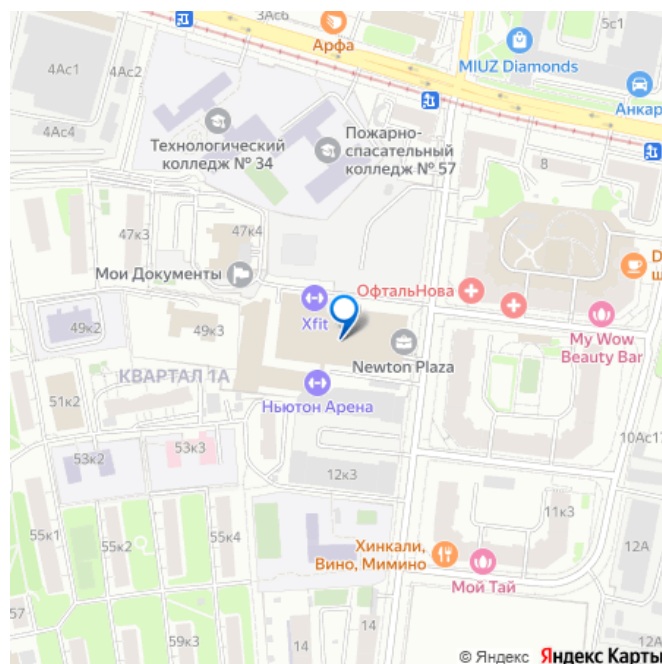 3Ас6
5с1
4Ас1
4Ас2
Арфа
MIUZ Diamonds
Анкар
4Ас4
Технологический
колледж № 34
Пожарно-
спасательный
колледж № 57
8
47к3
47к4
Мои Документы
ОфтальНова
49к2
49к3
Xfit
My Wow
Beauty Bar
Newton Plaza
КВАРТАЛ 1А
51к2
Ньютон Арена
53к2
53к3
12к3
55к1
55к2
55к4
11к3
12А
Хинкали,
Вино, Мимино
Мой Тай
59к3
14
14
12А
© Яндекс Яндекс Карты